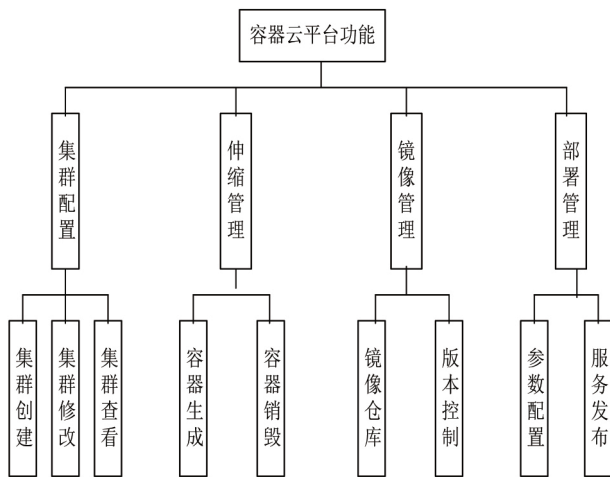 容器云平台功能
集群配置
伸缩管理
镜像管理
部署管理
集群创建
集群修改
集群查看
容器生成
容器销毁
镜像仓库
版本控制
参数配置
服务发布